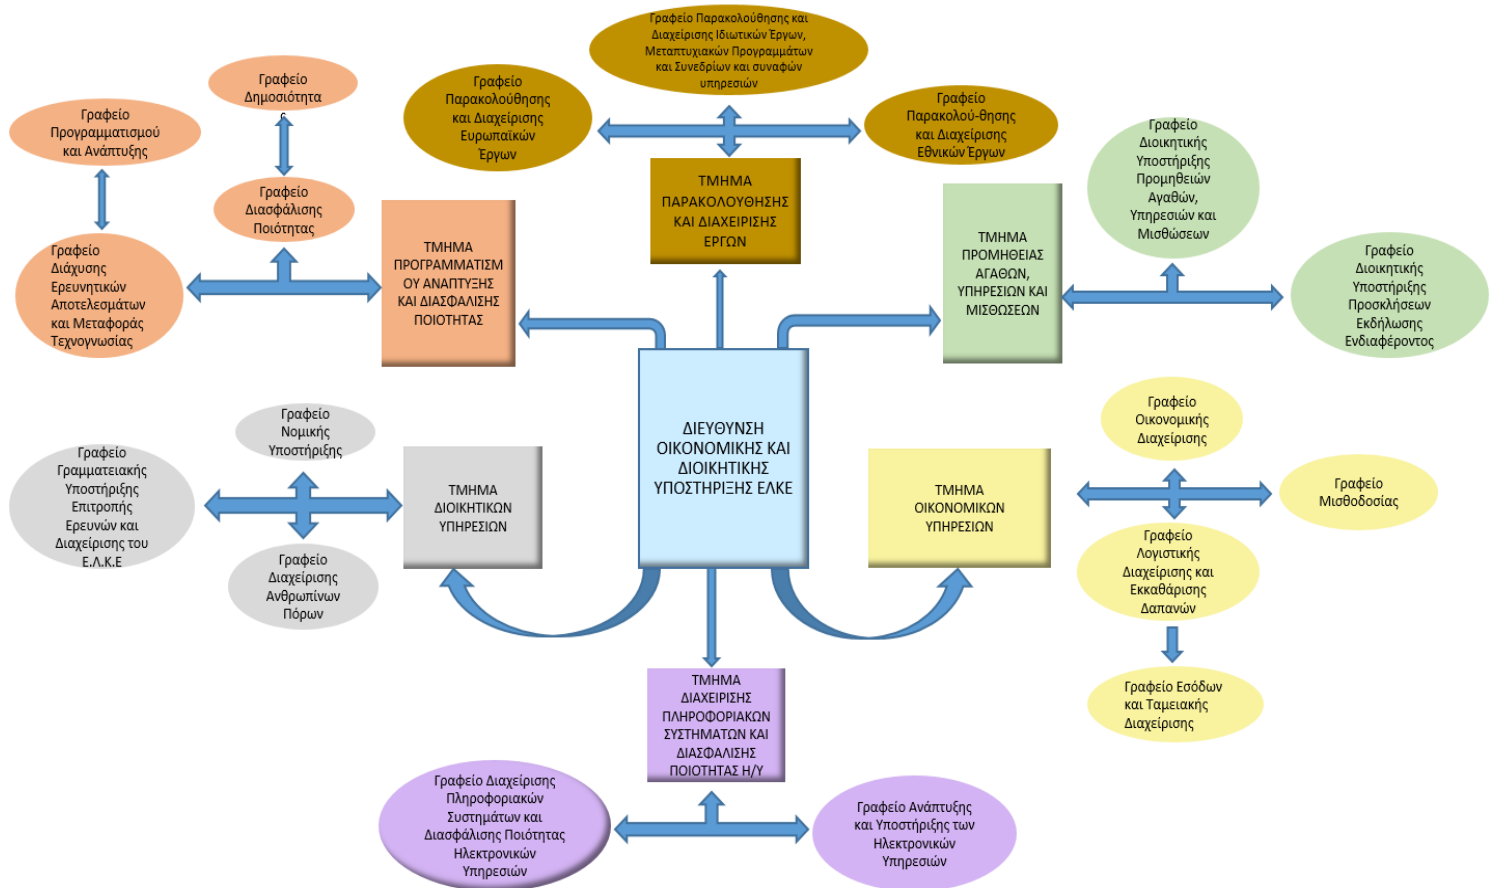 Γραφείο Παρακολούθησης και
Διαχείρισης Ιδιωτικών Έργων,
Μεταπτυχιακών Προγραμμάτων
και Συνεδρίων και συναφών
υπηρεσιών
Γραφείο
Δημοσιότητα
ς
Γραφείο
Παρακολούθησης
και Διαχείρισης
Ευρωπαϊκών
Έργων
Γραφείο
Παρακολού-θησης
και Διαχείρισης
Εθνικών Έργων
Γραφείο
Προγραμματισμού
και Ανάπτυξης
Γραφείο
Διοικητικής
Υποστήριξης
Προμηθειών
Αγαθών,
Υπηρεσιών και
Μισθώσεων
Γραφείο
Διασφάλισης
Ποιότητας
ΤΜΗΜΑ
ΠΑΡΑΚΟΛΟΥΘΗΣΗΣ
ΚΑΙ ΔΙΑΧΕΙΡΙΣΗΣ
ΕΡΓΩΝ
Γραφείο
Διάχυσης
Ερευνητικών
Αποτελεσμάτων
και Μεταφοράς
Τεχνογνωσίας
ΤΜΗΜΑ
ΠΡΟΓΡΑΜΜΑΤΙΣΜ
ΟΥ ΑΝΑΠΤΥΞΗΣ
ΚΑΙ ΔΙΑΣΦΑΛΙΣΗΣ
ΠΟΙΟΤΗΤΑΣ
ΤΜΗΜΑ
ΠΡΟΜΗΘΕΙΑΣ
ΑΓΑΘΩΝ,
ΥΠΗΡΕΣΙΩΝ ΚΑΙ
ΜΙΣΘΩΣΕΩΝ
Γραφείο
Διοικητικής
Υποστήριξης
Προσκλήσεων
Εκδήλωσης
Ενδιαφέροντος
Γραφείο
Νομικής
Υποστήριξης
Γραφείο
Γραμματειακής
Υποστήριξης
Επιτροπής
Ερευνών και
Διαχείρισης του
Ε.Λ.Κ.Ε
ΤΜΗΜΑ
ΔΙΟΙΚΗΤΙΚΩΝ
ΥΠΗΡΕΣΙΩΝ
Γραφείο
Διαχείρισης
Ανθρωπίνων
Πόρων
ΔΙΕΥΘΥΝΣΗ
ΟΙΚΟΝΟΜΙΚΗΣ ΚΑΙ
ΔΙΟΙΚΗΤΙΚΗΣ
ΥΠΟΣΤΗΡΙΞΗΣ ΕΛΚΕ
ΤΜΗΜΑ
ΟΙΚΟΝΟΜΙΚΩΝ
ΥΠΗΡΕΣΙΩΝ
Γραφείο
Οικονομικής
Διαχείρισης
Γραφείο
Μισθοδοσίας
Γραφείο
Λογιστικής
Διαχείρισης και
Εκκαθάρισης
Δαπανών
Γραφείο Εσόδων
και Ταμειακής
Διαχείρισης
ΤΜΗΜΑ
ΔΙΑΧΕΙΡΙΣΗΣ
ΠΛΗΡΟΦΟΡΙΑΚΩΝ
ΣΥΣΤΗΜΑΤΩΝ ΚΑΙ
ΔΙΑΣΦΑΛΙΣΗΣ
ΠΟΙΟΤΗΤΑΣ Η/Υ
Γραφείο Διαχείρισης
Πληροφοριακών
Συστημάτων και
Διασφάλισης Ποιότητας
Ηλεκτρονικών
Υπηρεσιών
Γραφείο Ανάπτυξης
και Υποστήριξης των
Ηλεκτρονικών
Υπηρεσιών